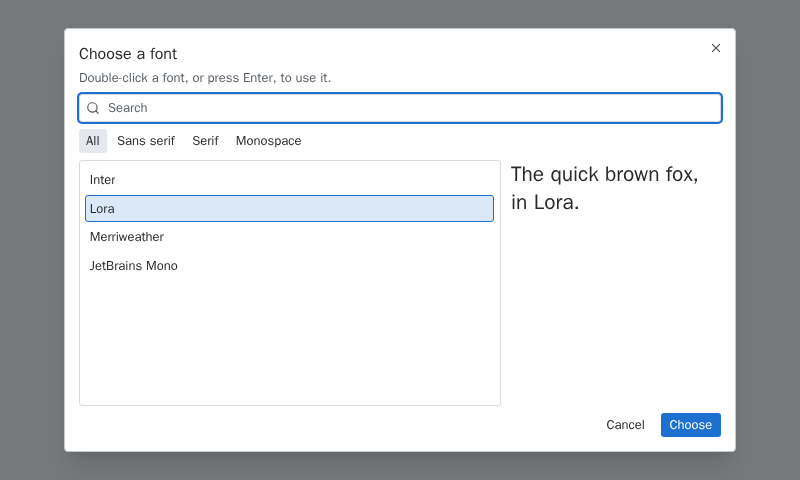 Choose a font
Double-click a font, or press Enter, to use it.
Search
All
Sans serif
Serif
Monospace
Inter
Lora
Merriweather
JetBrains Mono
The quick brown fox,
in Lora.
Cancel
Choose